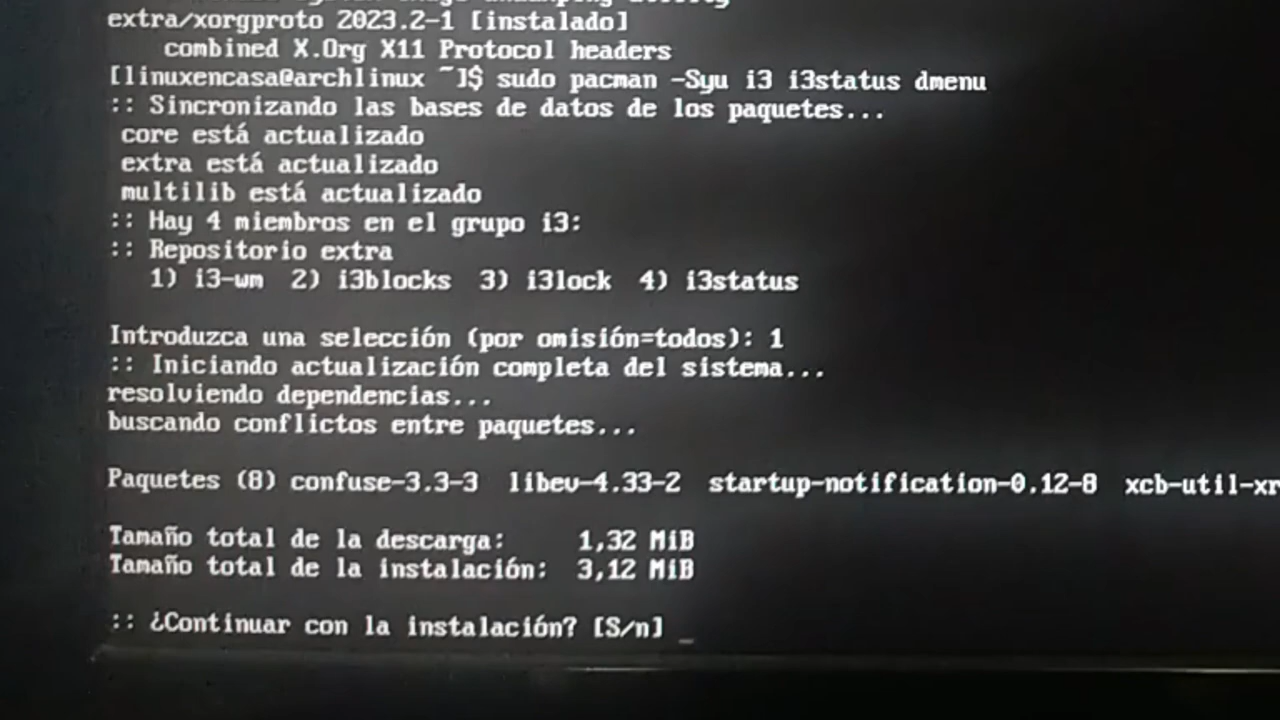 extra/xorgproto 2023.2-1 [instalado]
combined X.Org X11 Protocol headers
[linuxencasa@archlinux ~]$ sudo pacman -Syu i3 i3status dmenu
:: Sincronizando las bases de datos de los paquetes...
core está actualizado
extra está actualizado
multilib está actualizado
:: Hay 4 miembros en el grupo i3:
:: Repositorio extra
1) i3-wm 2) i3blocks 3) i3lock 4) i3status
Introduzca una selección (por omisión=todos): 1
:: Iniciando actualización completa del sistema...
resolviendo dependencias...
buscando conflictos entre paquetes...
Paquetes (8) confuse-3.3-3 libev-4.33-2 startup-notification-0.12-8 xcb-util-xr
Tamaño total de la descarga: 1,32 MiB
Tamaño total de la instalación: 3,12 MiB
:: ¿Continuar con la instalación? [S/n] _